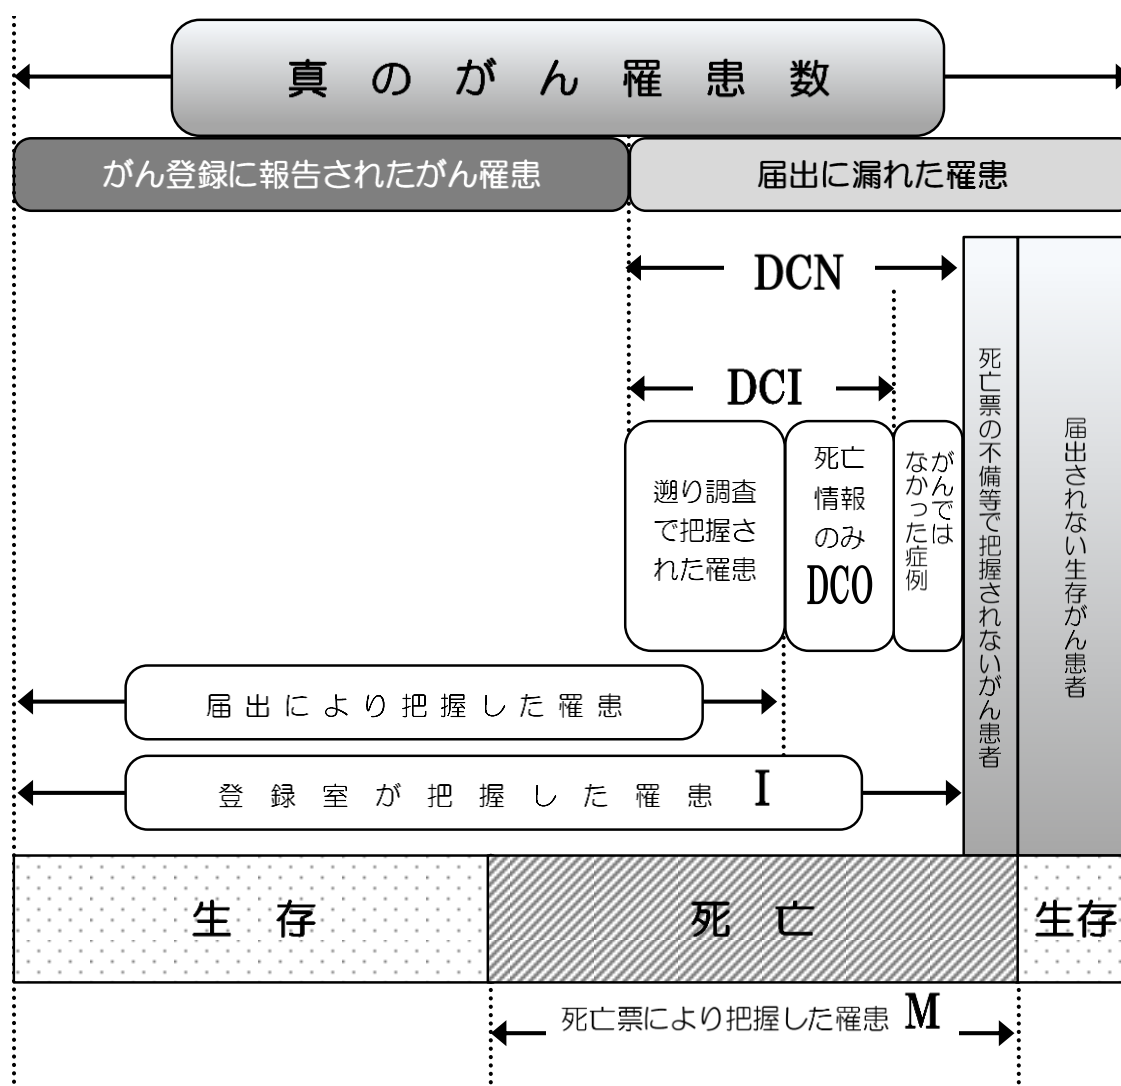 真のがん罹患数
がん登録に報告されたがん罹患
届出に漏れた罹患
DCN
DCI
遡り調査
で把握さ
れた罹患
死亡
情報
のみ
DCO
がんでは
なかった症例
死亡票の不備等で把握されないがん患者
届出されない生存がん患者
届出により把握した罹患
登録室が把握した罹患 I
生存
死亡
生存
死亡票により把握した罹患 M